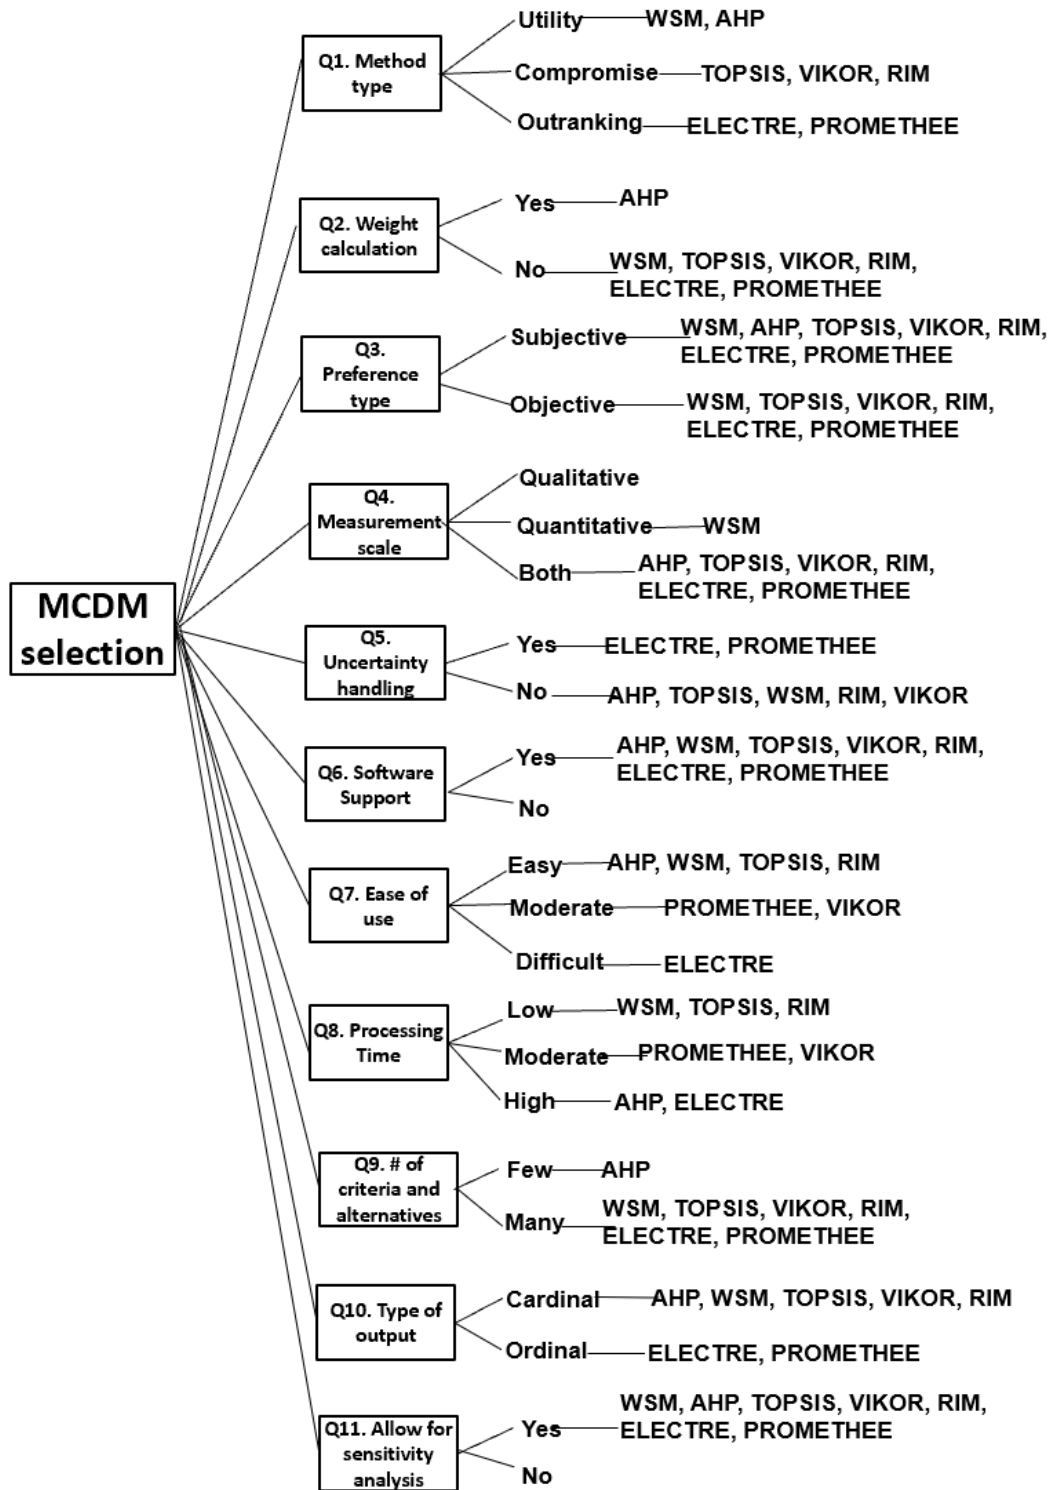 MCDM
selection
Q1. Method
type
Utility
WSM, AHP
Compromise
TOPSIS, VIKOR, RIM
Outranking
ELECTRE, PROMETHEE
Q2. Weight
calculation
Yes
AHP
No
WSM, TOPSIS, VIKOR, RIM,
ELECTRE, PROMETHEE
Q3.
Preference
type
Subjective
WSM, AHP, TOPSIS, VIKOR, RIM,
ELECTRE, PROMETHEE
Objective
WSM, TOPSIS, VIKOR, RIM,
ELECTRE, PROMETHEE
Q4.
Measurement
scale
Qualitative
Quantitative
WSM
Both
AHP, TOPSIS, VIKOR, RIM,
ELECTRE, PROMETHEE
Q5.
Uncertainty
handling
Yes
ELECTRE, PROMETHEE
No
AHP, TOPSIS, WSM, RIM, VIKOR
Q6. Software
Support
Yes
AHP, WSM, TOPSIS, VIKOR, RIM,
ELECTRE, PROMETHEE
No
Q7. Ease of
use
Easy
AHP, WSM, TOPSIS, RIM
Moderate
PROMETHEE, VIKOR
Difficult
ELECTRE
Q8. Processing
Time
Low
WSM, TOPSIS, RIM
Moderate
PROMETHEE, VIKOR
High
AHP, ELECTRE
Q9. # of
criteria and
alternatives
Few
AHP
Many
WSM, TOPSIS, VIKOR, RIM,
ELECTRE, PROMETHEE
Q10. Type of
output
Cardinal
AHP, WSM, TOPSIS, VIKOR, RIM
Ordinal
ELECTRE, PROMETHEE
Q11. Allow for
sensitivity
analysis
Yes
WSM, AHP, TOPSIS, VIKOR, RIM,
ELECTRE, PROMETHEE
No